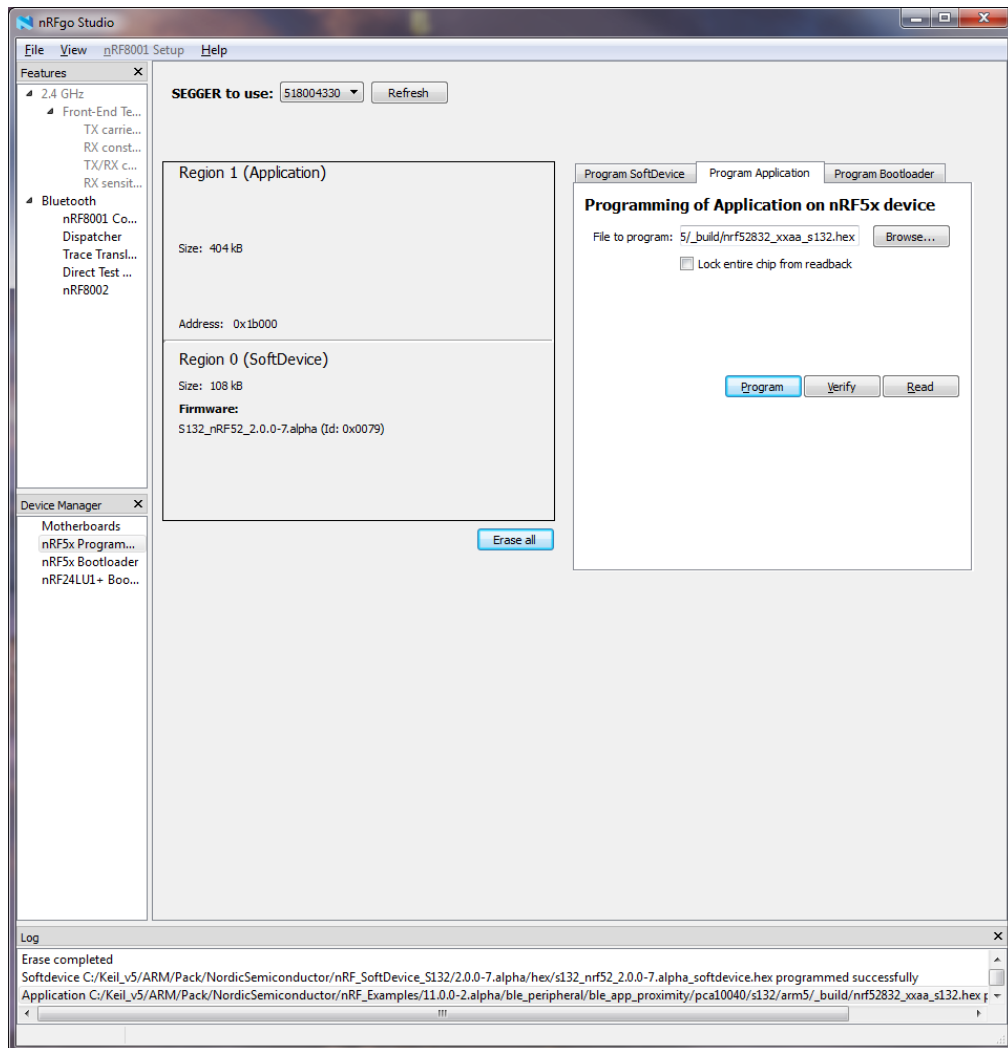 nRFgo Studio
File View nRF8001 Setup Help
Features
2.4 GHz
Front-End Te...
TX carrie...
RX const...
TX/RX c...
RX sensit...
Bluetooth
nRF8001 Co...
Dispatcher
Trace Transl...
Direct Test ...
nRF8002
Device Manager
Motherboards
nRF5x Program...
nRF5x Bootloader
nRF24LU1+ Boo...
SEGGER to use: 518004330 Refresh
Region 1 (Application)
Size: 404 kB
Address: 0x1b000
Region 0 (SoftDevice)
Size: 108 kB
Firmware:
S132_nRF52_2.0.0-7.alpha (Id: 0x0079)
Erase all
Program SoftDevice Program Application Program Bootloader
Programming of Application on nRF5x device
File to program: 5/_build/nrf52832_xxaa_s132.hex Browse...
Lock entire chip from readback
Program Verify Read
Log
Erase completed
Softdevice C:/Keil_v5/ARM/Pack/NordicSemiconductor/nRF_SoftDevice_S132/2.0.0-7.alpha/hex/s132_nrf52_2.0.0-7.alpha_softdevice.hex programmed successfully
Application C:/Keil_v5/ARM/Pack/NordicSemiconductor/nRF_Examples/11.0.0-2.alpha/ble_peripheral/ble_app_proximity/pca10040/s132/arm5/_build/nrf52832_xxaa_s132.hex p